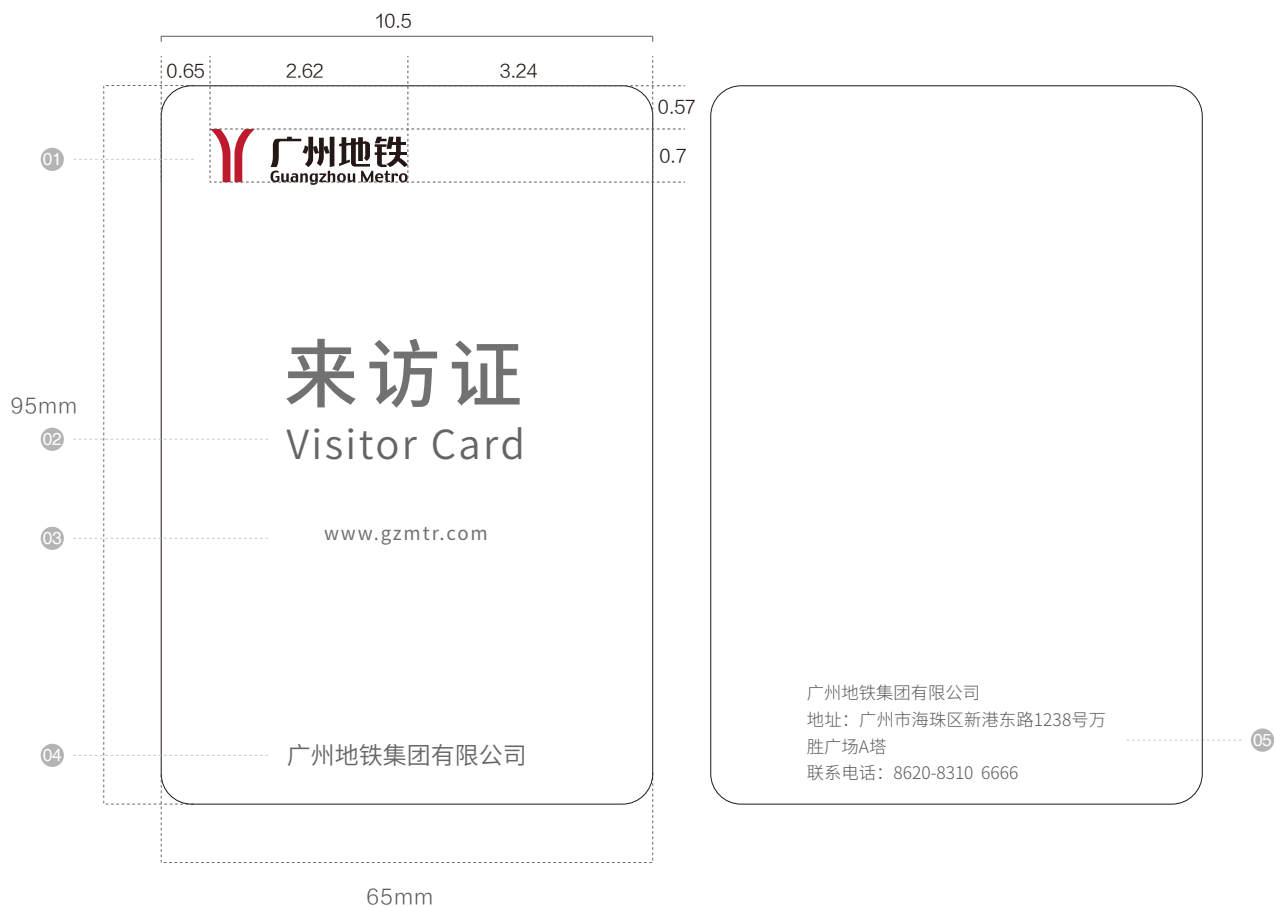 10.5
0.65 2.62 3.24
0.57
0.7
01
广州地铁
Guangzhou Metro
来访证
95mm
02
Visitor Card
03
www.gzmtr.com
04
广州地铁集团有限公司
65mm
广州地铁集团有限公司
地址：广州市海珠区新港东路1238号万
胜广场A塔
联系电话：8620-8310 6666
05